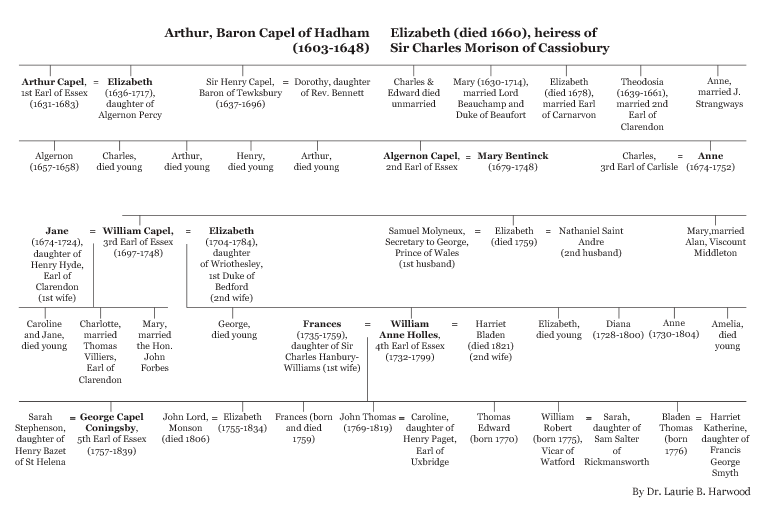 Arthur, Baron Capel of Hadham
(1603-1648)
Elizabeth (died 1660), heiress of
Sir Charles Morison of Cassiobury
Arthur Capel,
1st Earl of Essex
(1631-1683)
=
Elizabeth
(1636-1717),
daughter of
Algernon Percy
Sir Henry Capel,
Baron of Tewksbury
(1637-1696)
=
Dorothy, daughter
of Rev. Bennett
Charles &
Edward died
unmarried
Mary (1630-1714),
married Lord
Beauchamp and
Duke of Beaufort
Elizabeth
(died 1678),
married Earl
of Carnarvon
Theodosia
(1639-1661),
married 2nd
Earl of
Clarendon
Anne,
married J.
Strangways
Algernon
(1657-1658)
Charles,
died young
Arthur,
died young
Henry,
died young
Arthur,
died young
Algernon Capel,
2nd Earl of Essex
=
Mary Bentinck
(1679-1748)
Charles,
3rd Earl of Carlisle
=
Anne
(1674-1752)
Jane
(1674-1724),
daughter of
Henry Hyde,
Earl of
Clarendon
(1st wife)
=
William Capel,
3rd Earl of Essex
(1697-1748)
=
Elizabeth
(1704-1784),
daughter
of Wriothesley,
1st Duke of
Bedford
(2nd wife)
Samuel Molyneux,
Secretary to George,
Prince of Wales
(1st husband)
=
Elizabeth
(died 1759)
=
Nathaniel Saint
Andre
(2nd husband)
Mary,married
Alan, Viscount
Middleton
Caroline
and Jane,
died young
Charlotte,
married
Thomas
Villiers,
Earl of
Clarendon
Mary,
married
the Hon.
John
Forbes
George,
died young
Frances
(1735-1759),
daughter of Sir
Charles Hanbury-
Williams (1st wife)
=
William
Anne Holles,
4th Earl of Essex
(1732-1799)
=
Harriet
Bladen
(died 1821)
(2nd wife)
Elizabeth,
died young
Diana
(1728-1800)
Anne
(1730-1804)
Amelia,
died
young
Sarah
Stephenson,
daughter of
Henry Bazet
of St Helena
=
George Capel
Coningsby,
5th Earl of Essex
(1757-1839)
John Lord,
Monson
(died 1806)
=
Elizabeth
(1755-1834)
Frances (born
and died
1759)
John Thomas
(1769-1819)
=
Caroline,
daughter of
Henry Paget,
Earl of
Uxbridge
Thomas
Edward
(born 1770)
William
Robert
(born 1775),
Vicar of
Watford
=
Sarah,
daughter of
Sam Salter
of
Rickmansworth
Bladen
Thomas
(born
1776)
=
Harriet
Katherine,
daughter of
Francis
George
Smyth
By Dr. Laurie B. Harwood